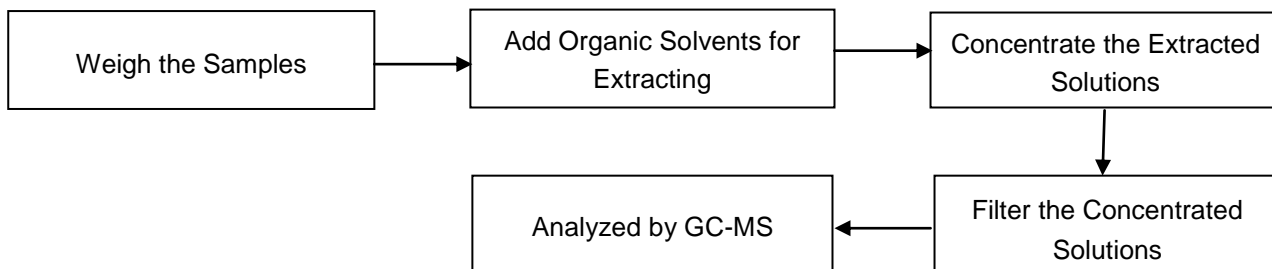 Weigh the Samples
Add Organic Solvents for
Extracting
Concentrate the Extracted
Solutions
Filter the Concentrated
Solutions
Analyzed by GC-MS